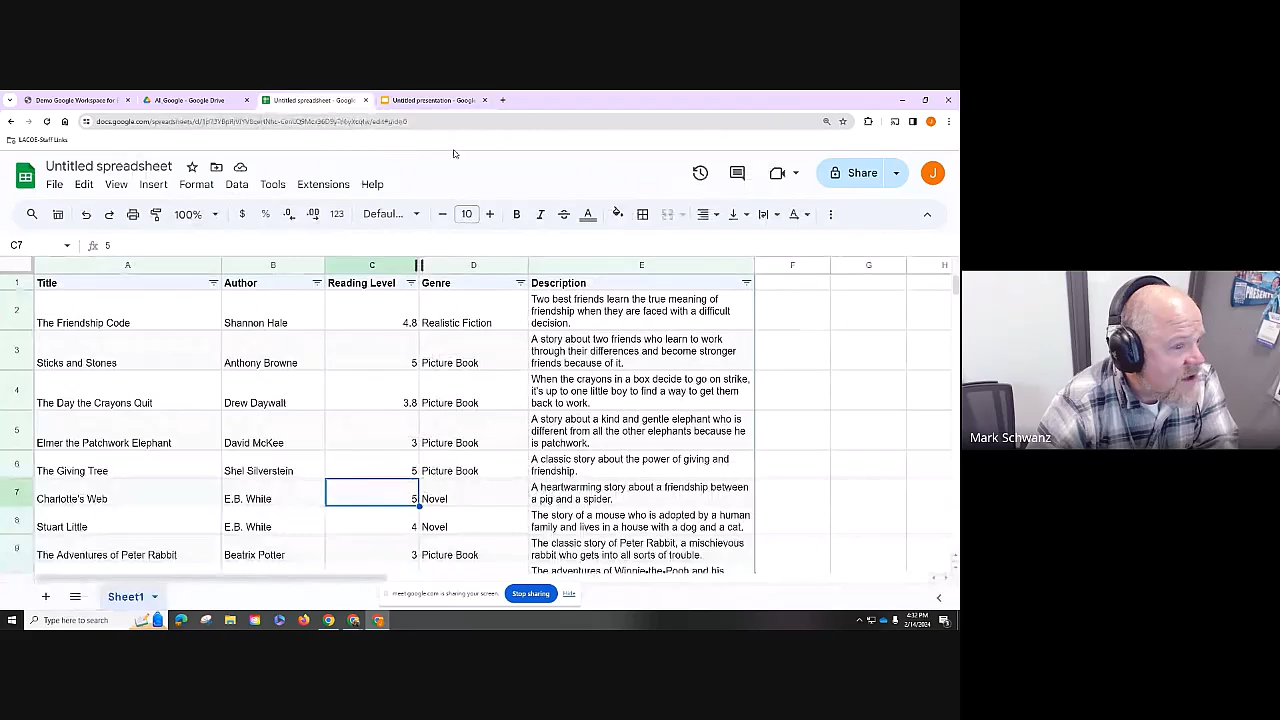 Demo Google Workspace for E
AI_Google - Google Drive
Untitled spreadsheet - Google
Untitled presentation - Google
LACOE-Staff Links
Untitled spreadsheet
Share
J
File Edit View Insert Format Data Tools Extensions Help
100% $ % .0 .00 123 Defaul... 10 B I A
C7 5
A B C D E F G H
1 Title Author Reading Level Genre Description
2 The Friendship Code Shannon Hale 4.8 Realistic Fiction Two best friends learn the true meaning of
friendship when they are faced with a difficult
decision.
3 Sticks and Stones Anthony Browne 5 Picture Book A story about two friends who learn to work
through their differences and become stronger
friends because of it.
4 The Day the Crayons Quit Drew Daywalt 3.8 Picture Book When the crayons in a box decide to go on strike,
it's up to one little boy to find a way to get them
back to work.
5 Elmer the Patchwork Elephant David McKee 3 Picture Book A story about a kind and gentle elephant who is
different from all the other elephants because he
is patchwork.
6 The Giving Tree Shel Silverstein 5 Picture Book A classic story about the power of giving and
friendship.
7 Charlotte's Web E.B. White 5 Novel A heartwarming story about a friendship between
a pig and a spider.
8 Stuart Little E.B. White 4 Novel The story of a mouse who is adopted by a human
family and lives in a house with a dog and a cat.
9 The Adventures of Peter Rabbit Beatrix Potter 3 Picture Book The classic story of Peter Rabbit, a mischievous
rabbit who gets into all sorts of trouble.
The adventures of Winnie-the-Pooh and his
Sheet1
meet.google.com is sharing your screen. Stop sharing Hide
Type here to search
4:32 PM
2/14/2024
Mark Schwanz